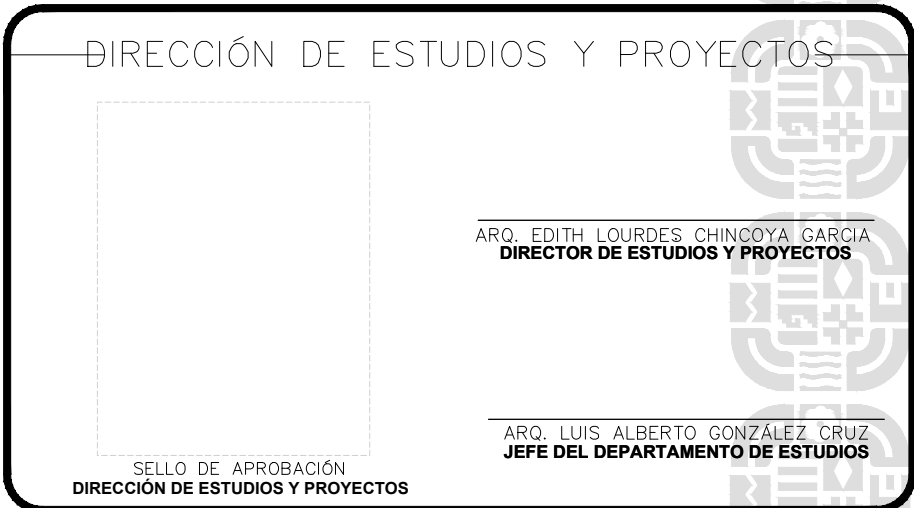 DIRECCIÓN DE ESTUDIOS Y PROYECTOS
ARQ. EDITH LOURDES CHINCOYA GARCIA
DIRECTOR DE ESTUDIOS Y PROYECTOS
ARQ. LUIS ALBERTO GONZÁLEZ CRUZ
JEFE DEL DEPARTAMENTO DE ESTUDIOS
SELLO DE APROBACIÓN
DIRECCIÓN DE ESTUDIOS Y PROYECTOS